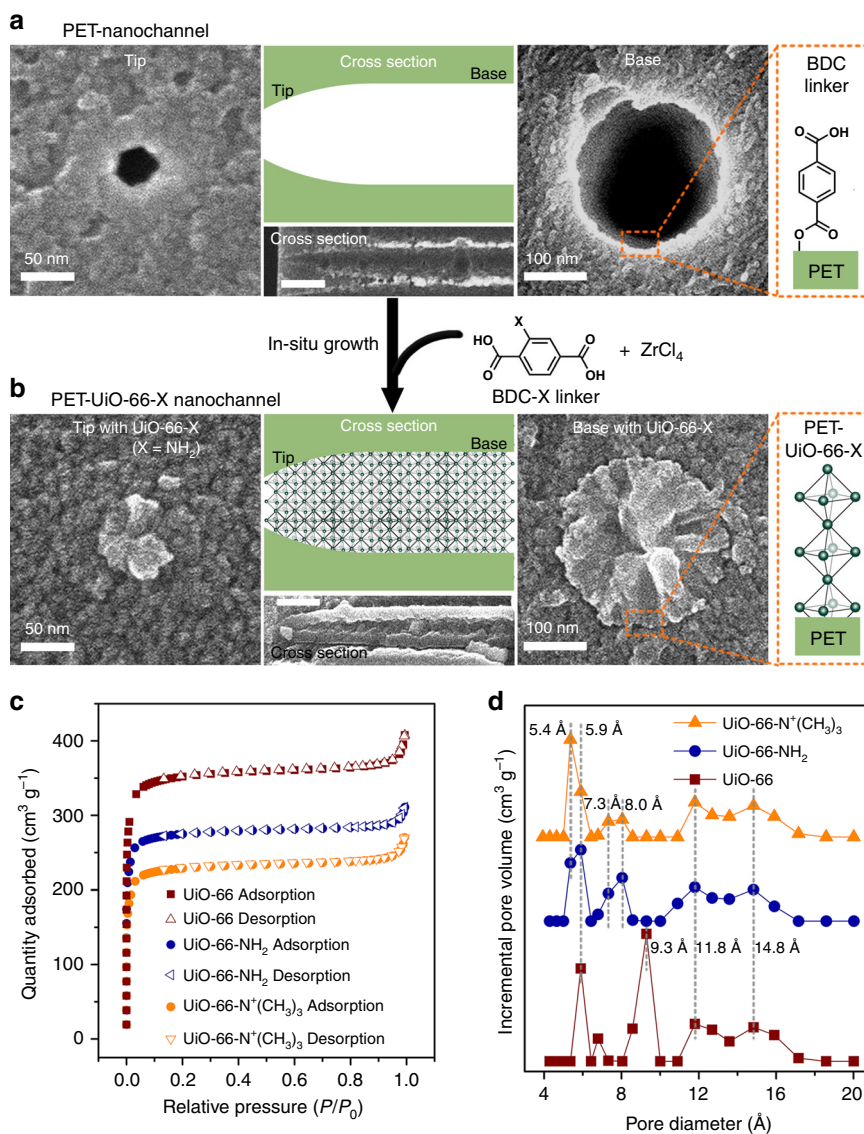 a
PET-nanochannel
Tip
Cross section
Tip
Base
Base
BDC
linker
O
OH
O
O
PET
50 nm
Cross section
100 nm
In-situ growth
X
HO
O
O
OH
+ ZrCl4
BDC-X linker
b
PET-UiO-66-X nanochannel
Tip with UiO-66-X
(X = NH2)
Cross section
Tip
Base
Base with UiO-66-X
PET-
UiO-66-X
PET
50 nm
Cross section
100 nm
c
Quantity adsorbed (cm3 g–1)
400
300
200
100
0
UiO-66 Adsorption
UiO-66 Desorption
UiO-66-NH2 Adsorption
UiO-66-NH2 Desorption
UiO-66-N+(CH3)3 Adsorption
UiO-66-N+(CH3)3 Desorption
0.0 0.2 0.4 0.6 0.8 1.0
Relative pressure (P/P0)
d
Incremental pore volume (cm3 g–1)
5.4 Å
5.9 Å
UiO-66-N+(CH3)3
UiO-66-NH2
UiO-66
7.3 Å
8.0 Å
9.3 Å
11.8 Å
14.8 Å
4 8 12 16 20
Pore diameter (Å)